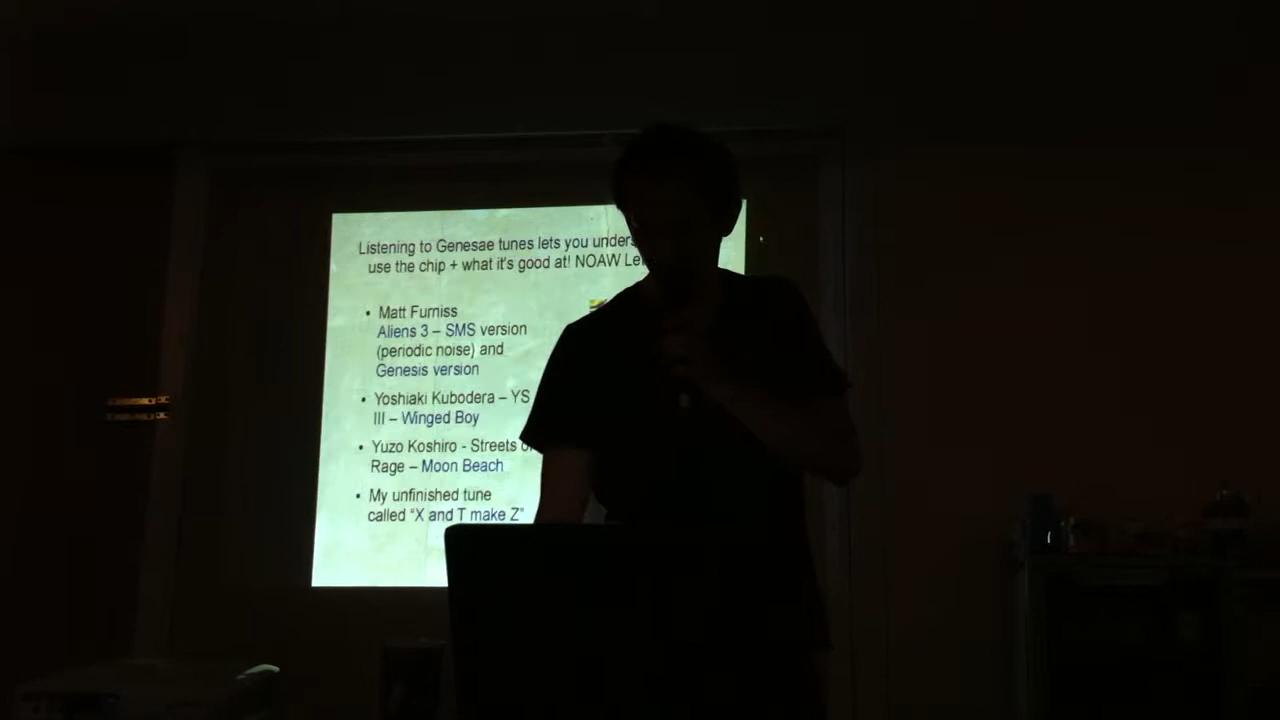 Listening to Genesae tunes lets you
use the chip + what it's good at! NOAW
• Matt Furniss
Aliens 3 – SMS version
(periodic noise) and
Genesis version
• Yoshiaki Kubodera – YS
III – Winged Boy
• Yuzo Koshiro - Streets
Rage – Moon Beach
• My unfinished tune
called “X and T make Z”